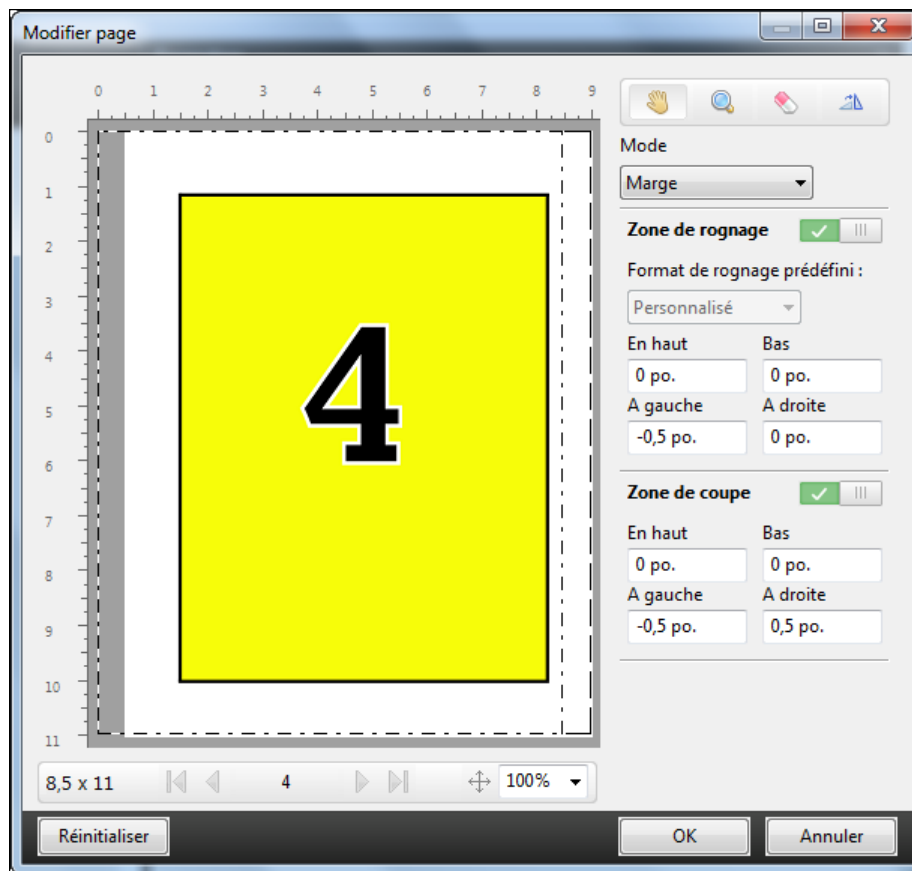 Modifier page
0 1 2 3 4 5 6 7 8 9
Mode
Marge
0
1
2
3
4
5
6
7
8
9
10
11
4
Zone de rognage
Format de rognage prédéfini :
Personnalisé
En haut Bas
0 po. 0 po.
A gauche A droite
-0,5 po. 0 po.
Zone de coupe
En haut Bas
0 po. 0 po.
A gauche A droite
-0,5 po. 0,5 po.
8,5 x 11 4 100%
Réinitialiser OK Annuler